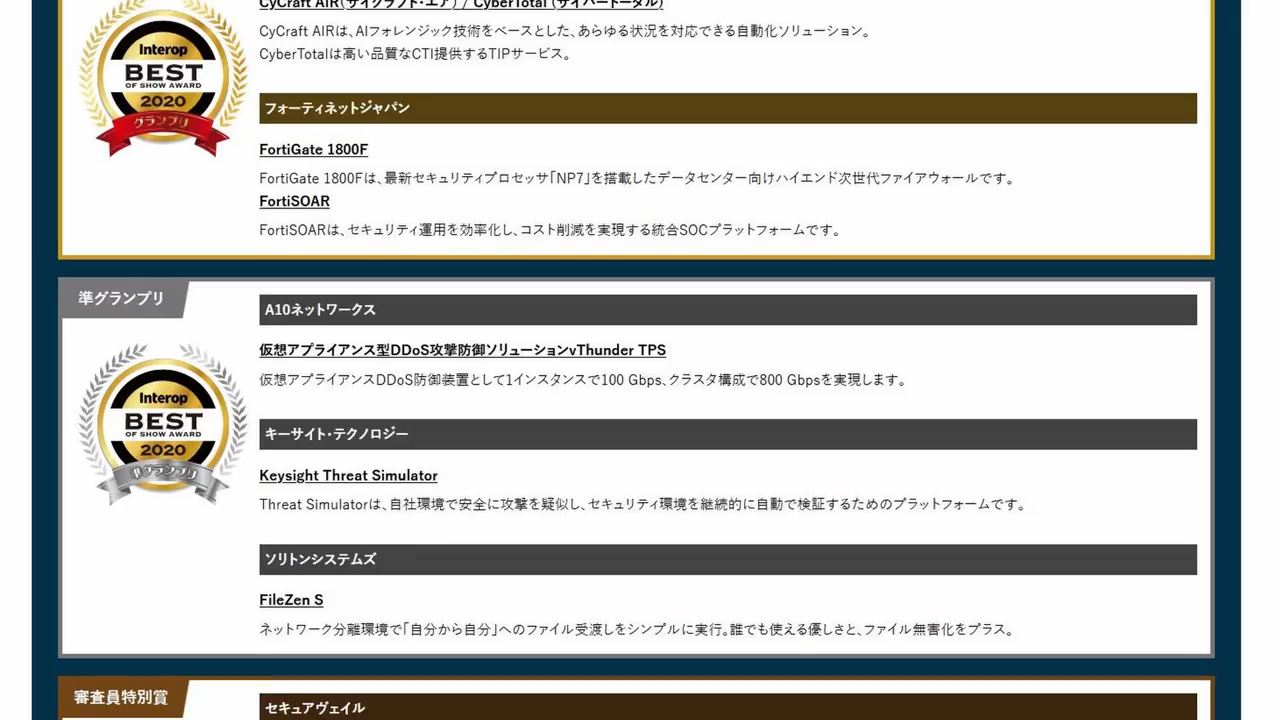 CyCraft AIR(サイクラフト・エア) / CyberTotal (サイバートータル)
CyCraft AIRは、AIフォレンジック技術をベースとした、あらゆる状況を対応できる自動化ソリューション。
CyberTotalは高い品質なCTI提供するTIPサービス。
Interop
BEST
OF SHOW AWARD
2020
グランプリ
フォーティネットジャパン
FortiGate 1800F
FortiGate 1800Fは、最新セキュリティプロセッサ「NP7」を搭載したデータセンター向けハイエンド次世代ファイアウォールです。
FortiSOAR
FortiSOARは、セキュリティ運用を効率化し、コスト削減を実現する統合SOCプラットフォームです。
準グランプリ
A10ネットワークス
仮想アプライアンス型DDoS攻撃防御ソリューションvThunder TPS
仮想アプライアンスDDoS防御装置として1インスタンスで100 Gbps、クラスタ構成で800 Gbpsを実現します。
Interop
BEST
OF SHOW AWARD
2020
準グランプリ
キーサイト・テクノロジー
Keysight Threat Simulator
Threat Simulatorは、自社環境で安全に攻撃を疑似し、セキュリティ環境を継続的に自動で検証するためのプラットフォームです。
ソリトンシステムズ
FileZen S
ネットワーク分離環境で「自分から自分」へのファイル受渡しをシンプルに実行。誰でも使える優しさと、ファイル無害化をプラス。
審査員特別賞
セキュアヴェイル